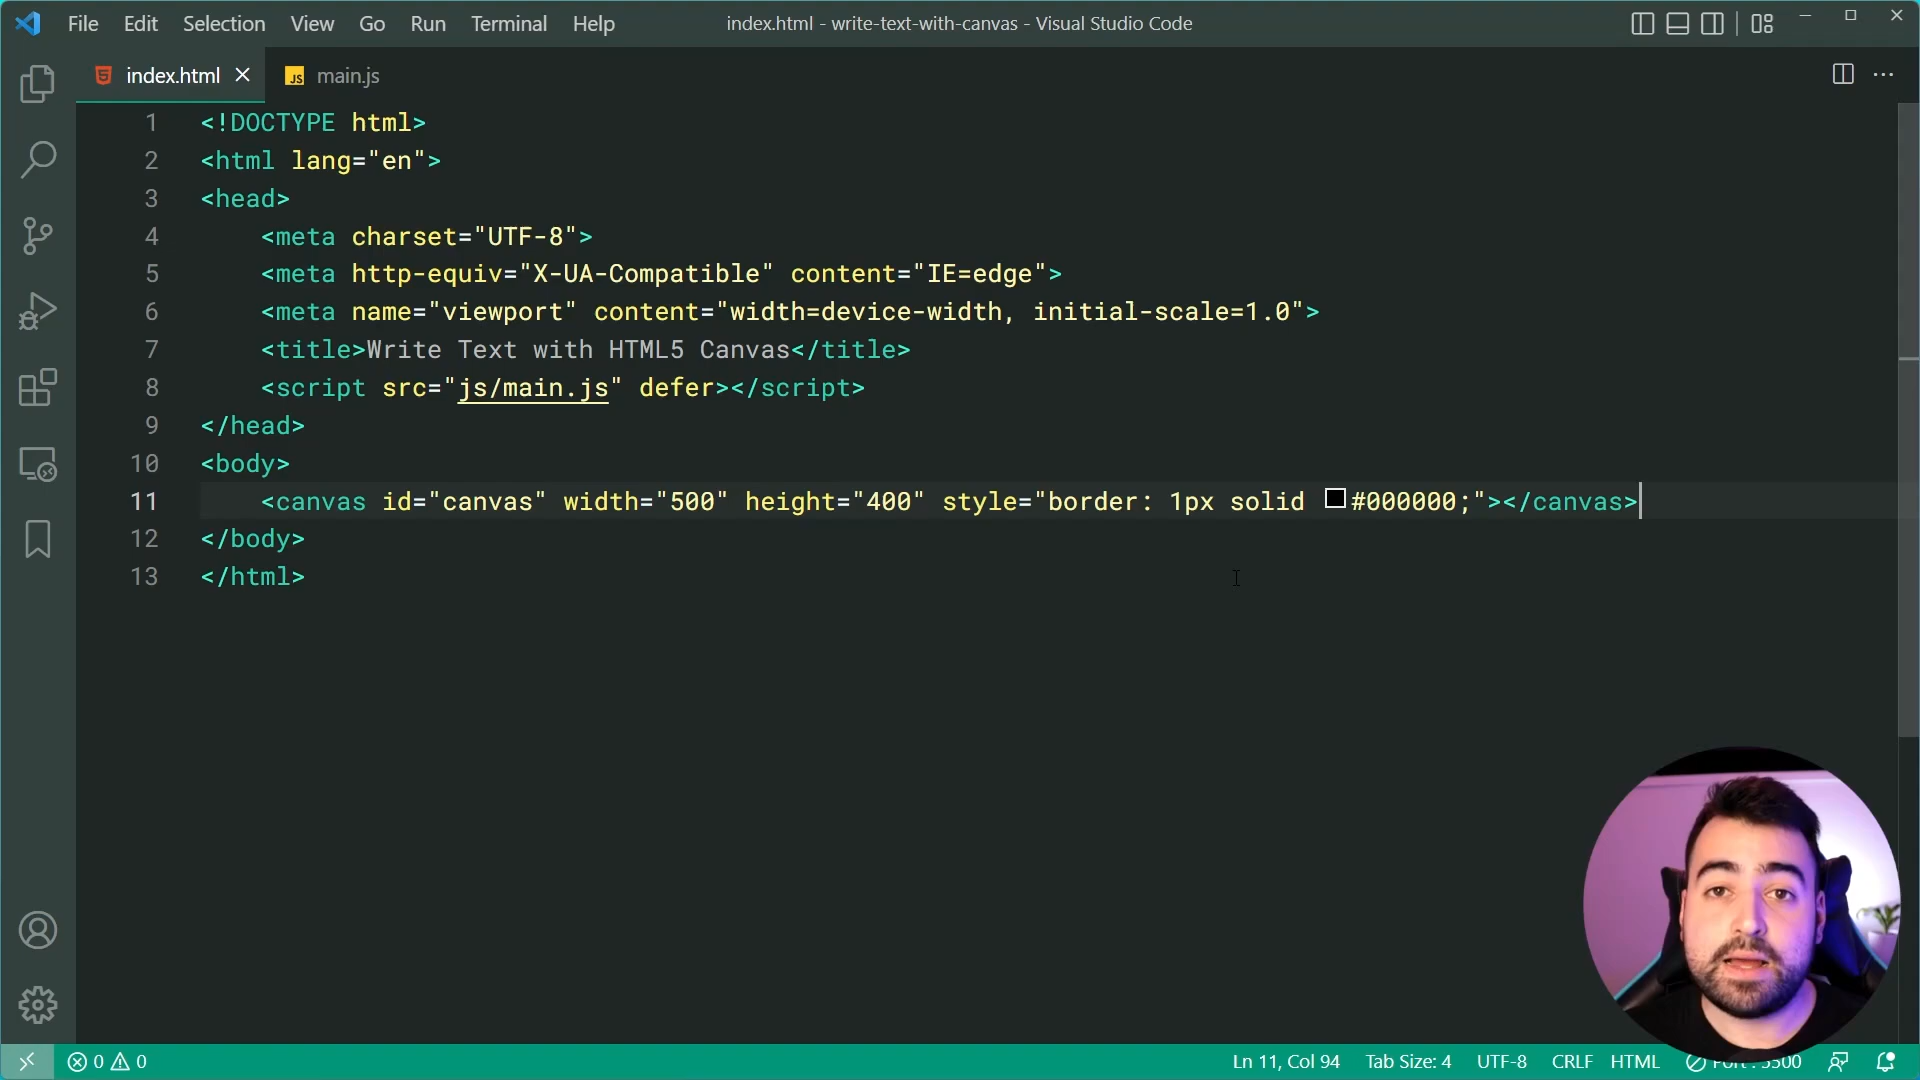 File Edit Selection View Go Run Terminal Help index.html - write-text-with-canvas - Visual Studio Code
index.html JS main.js
1 <!DOCTYPE html>
2 <html lang="en">
3 <head>
4 <meta charset="UTF-8">
5 <meta http-equiv="X-UA-Compatible" content="IE=edge">
6 <meta name="viewport" content="width=device-width, initial-scale=1.0">
7 <title>Write Text with HTML5 Canvas</title>
8 <script src="js/main.js" defer></script>
9 </head>
10 <body>
11 <canvas id="canvas" width="500" height="400" style="border: 1px solid #000000;"></canvas>
12 </body>
13 </html>
0 0 Ln 11, Col 94 Tab Size: 4 UTF-8 CRLF HTML Port : 5500